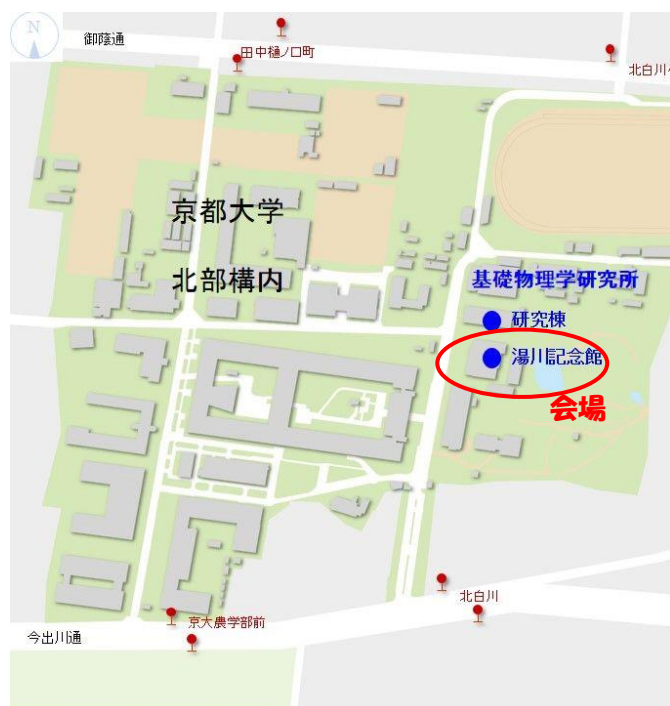 N
御蔭通
田中樋ノ口町
北白川
京都大学
北部構内
基礎物理学研究所
研究棟
湯川記念館
会場
北白川
京大農学部前
今出川通